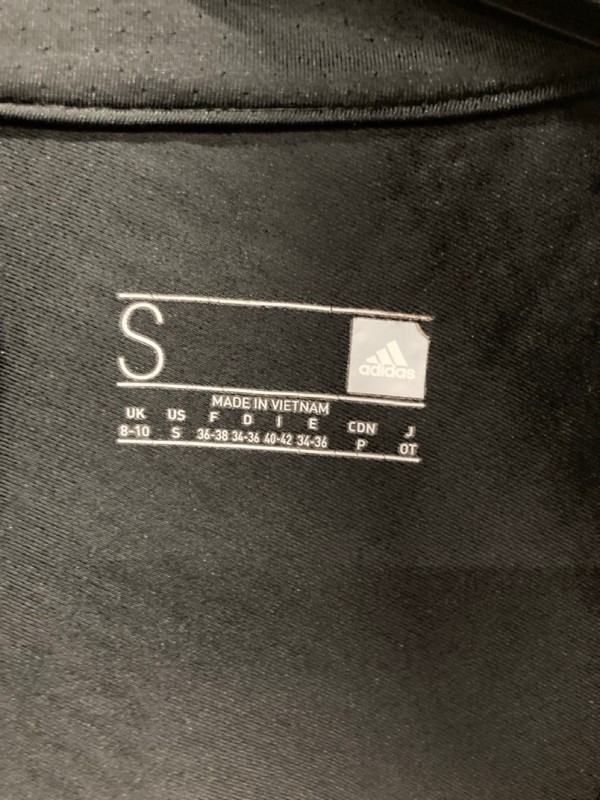 S
adidas
MADE IN VIETNAM
UK US F D I E CDN J
8-10 S 36-38 34-36 40-42 34-36 P OT